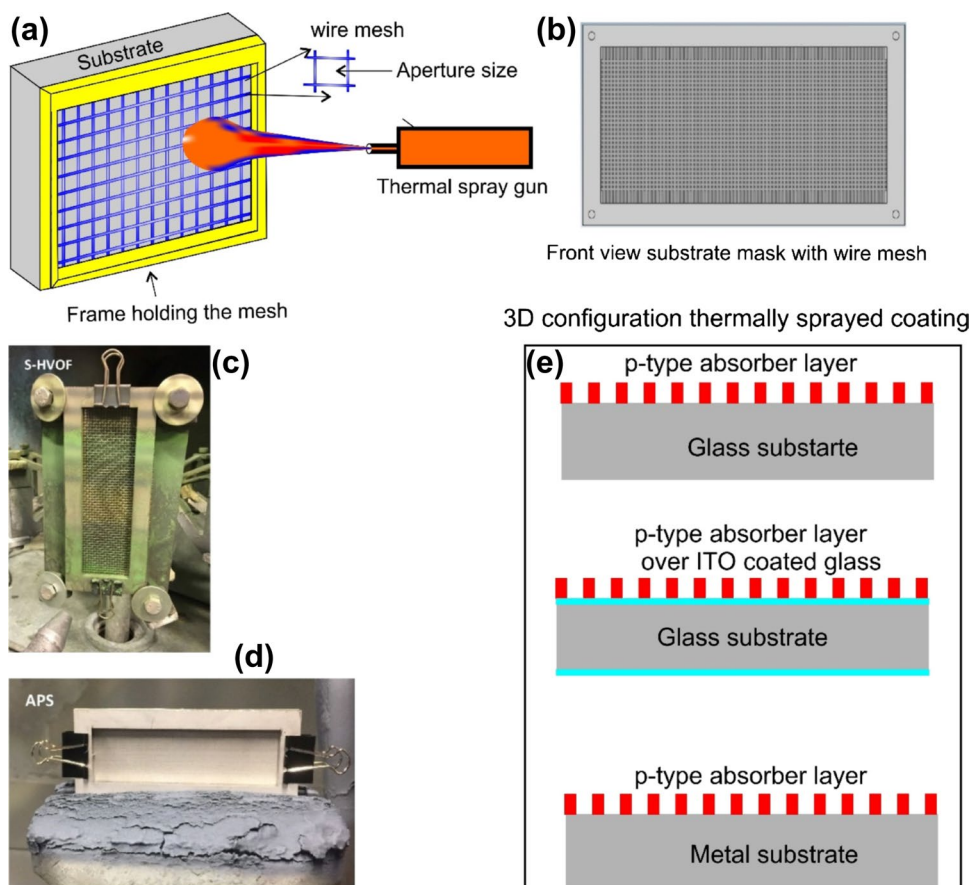 (a)
Substrate
wire mesh
Aperture size
Thermal spray gun
Frame holding the mesh
(b)
Front view substrate mask with wire mesh
3D configuration thermally sprayed coating
S-HVOF
(c)
(d)
APS
(e)
p-type absorber layer
Glass substarte
p-type absorber layer
over ITO coated glass
Glass substrate
p-type absorber layer
Metal substrate